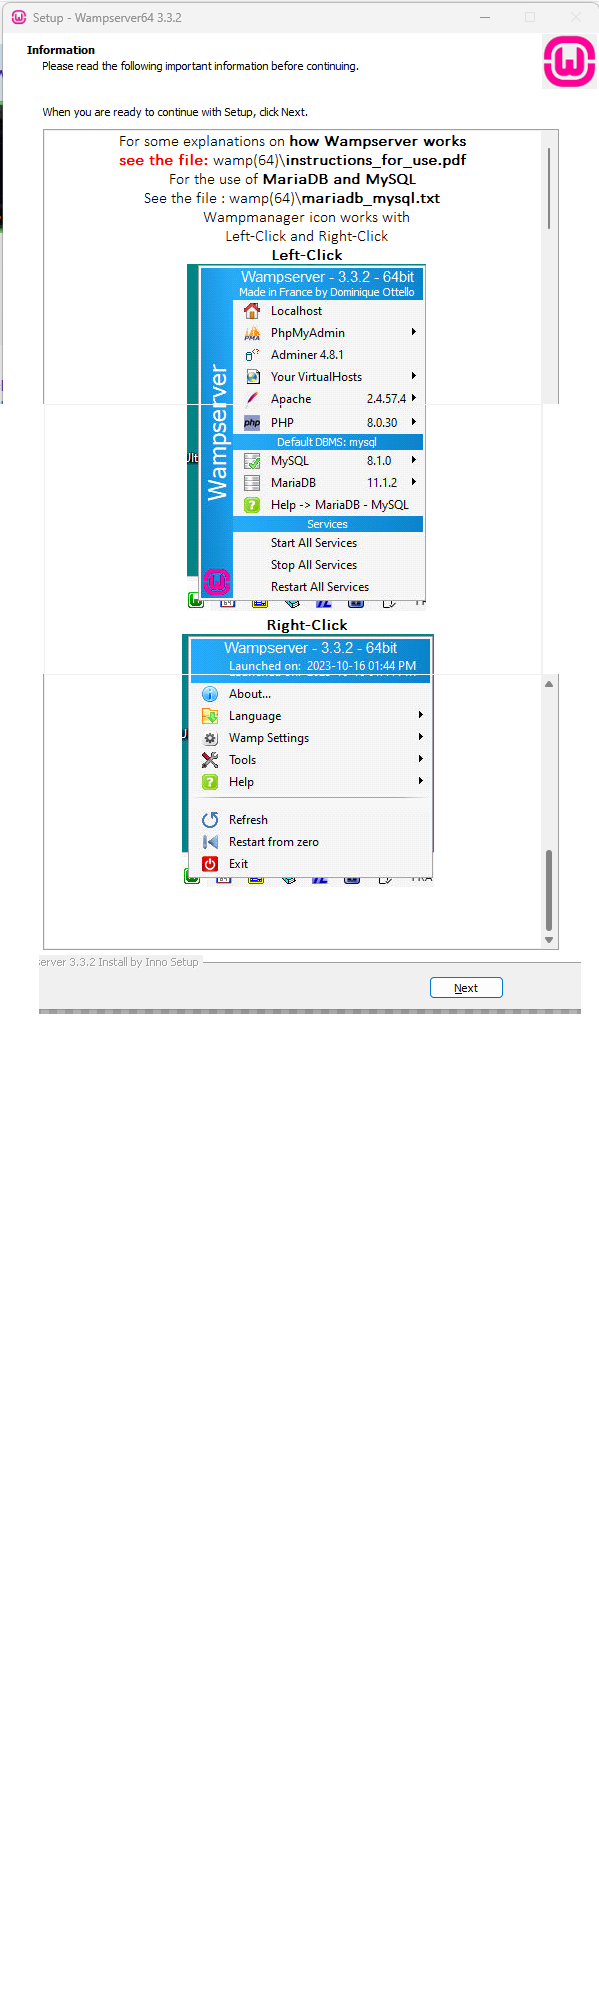 Setup - Wampserver64 3.3.2
Information
Please read the following important information before continuing.
When you are ready to continue with Setup, click Next.
For some explanations on how Wampserver works
see the file: wamp(64)\instructions_for_use.pdf
For the use of MariaDB and MySQL
See the file : wamp(64)\mariadb_mysql.txt
Wampmanager icon works with
Left-Click and Right-Click
Left-Click
Wampserver - 3.3.2 - 64bit
Made in France by Dominique Ottello
Wampserver
Localhost
PMA PhpMyAdmin
Adminer 4.8.1
Your VirtualHosts
Apache 2.4.57.4
php PHP 8.0.30
Default DBMS: mysql
MySQL 8.1.0
MariaDB 11.1.2
Help -> MariaDB - MySQL
Services
Start All Services
Stop All Services
Restart All Services
Right-Click
Wampserver - 3.3.2 - 64bit
Launched on: 2023-10-16 01:44 PM
About...
Language
Wamp Settings
Tools
Help
Refresh
Restart from zero
Exit
erver 3.3.2 Install by Inno Setup
Next